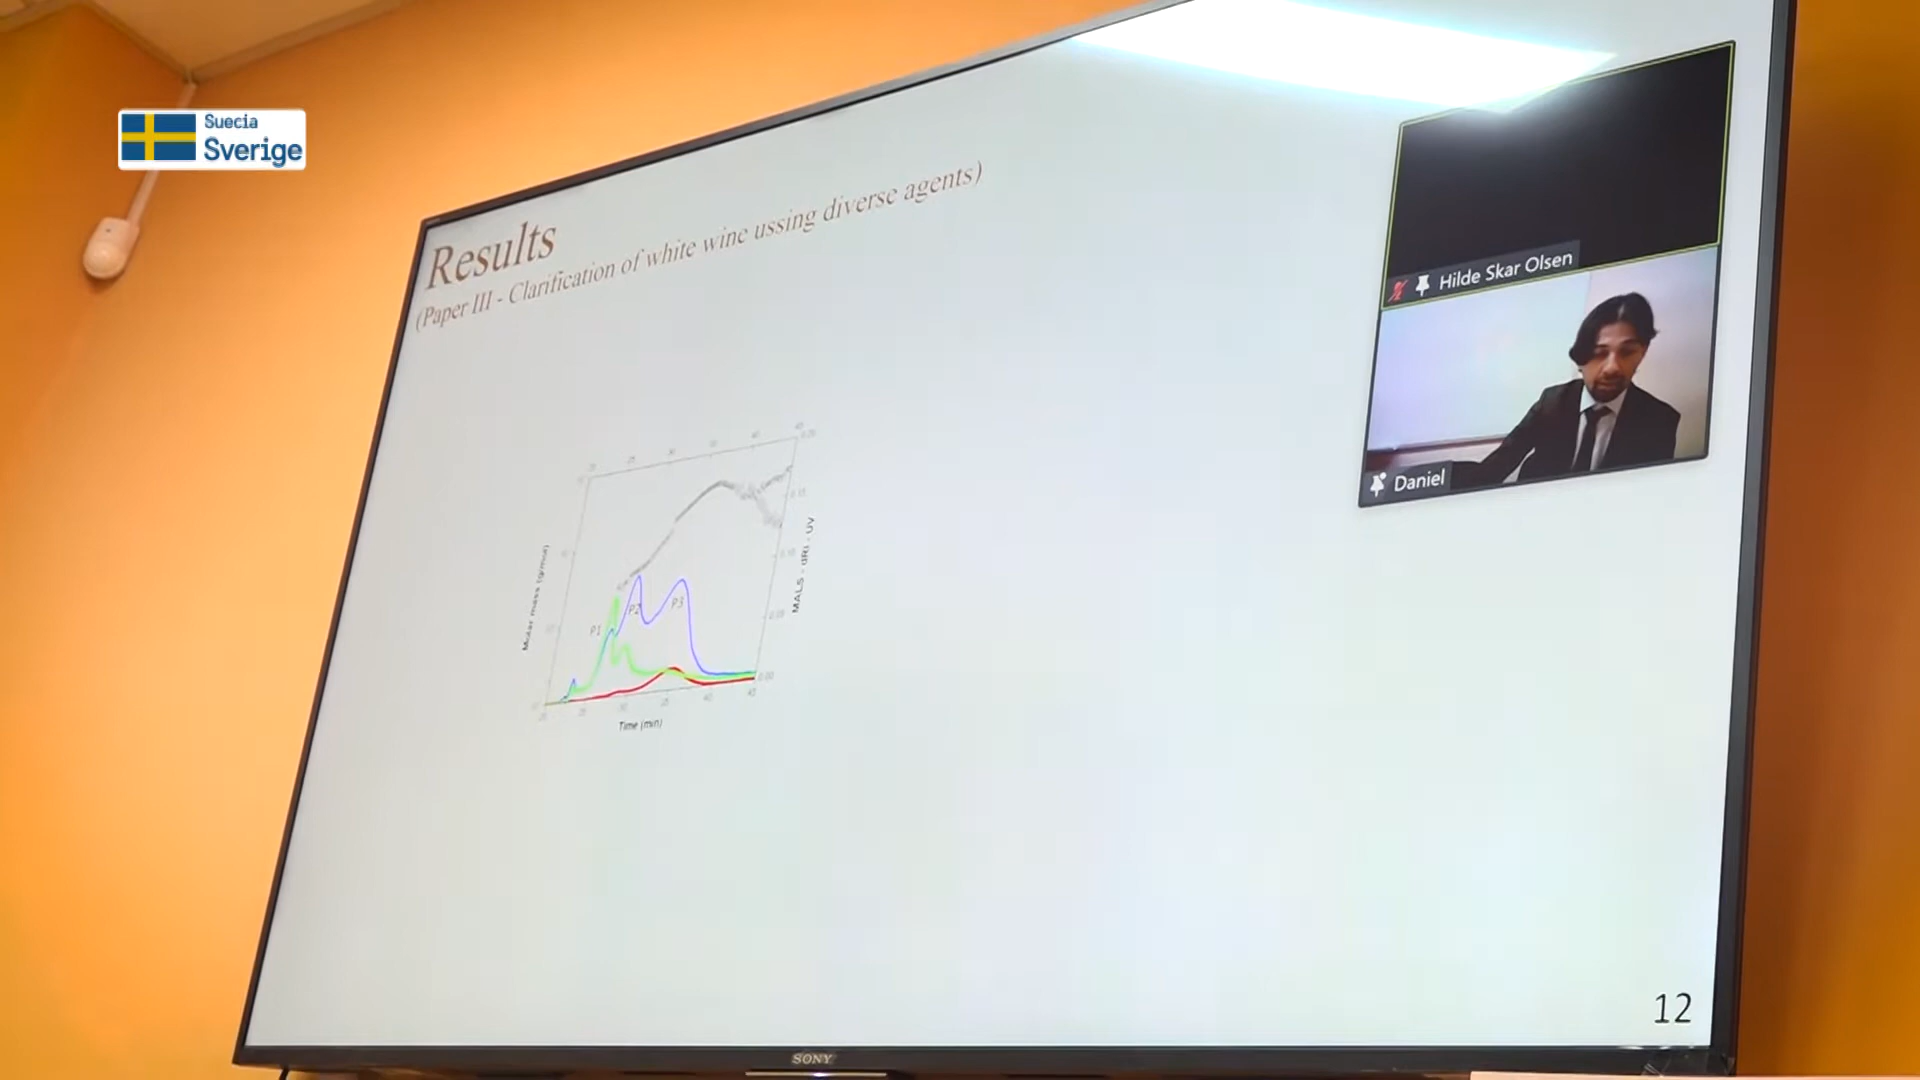 Suecia
Sverige
Results
(Paper III - Clarification of white wine ussing diverse agents)
Hilde Skar Olsen
Daniel
Molar mass (g/mol)
MALS - dRI - UV
P1
P2
P3
Time (min)
12
SONY